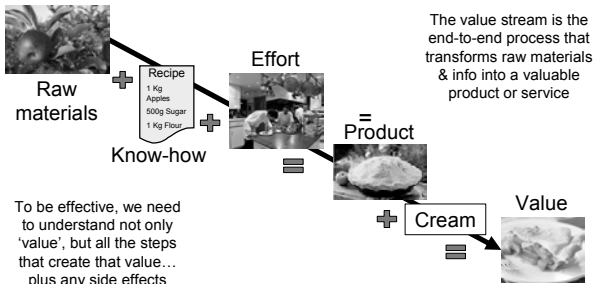 The value stream is the
end-to-end process that
transforms raw materials
& info into a valuable
product or service
Raw
materials
Recipe
1 Kg
Apples
500g Sugar
1 Kg Flour
Know-how
Effort
=
Product
Cream
Value
To be effective, we need
to understand not only
‘value’, but all the steps
that create that value…
plus any side effects